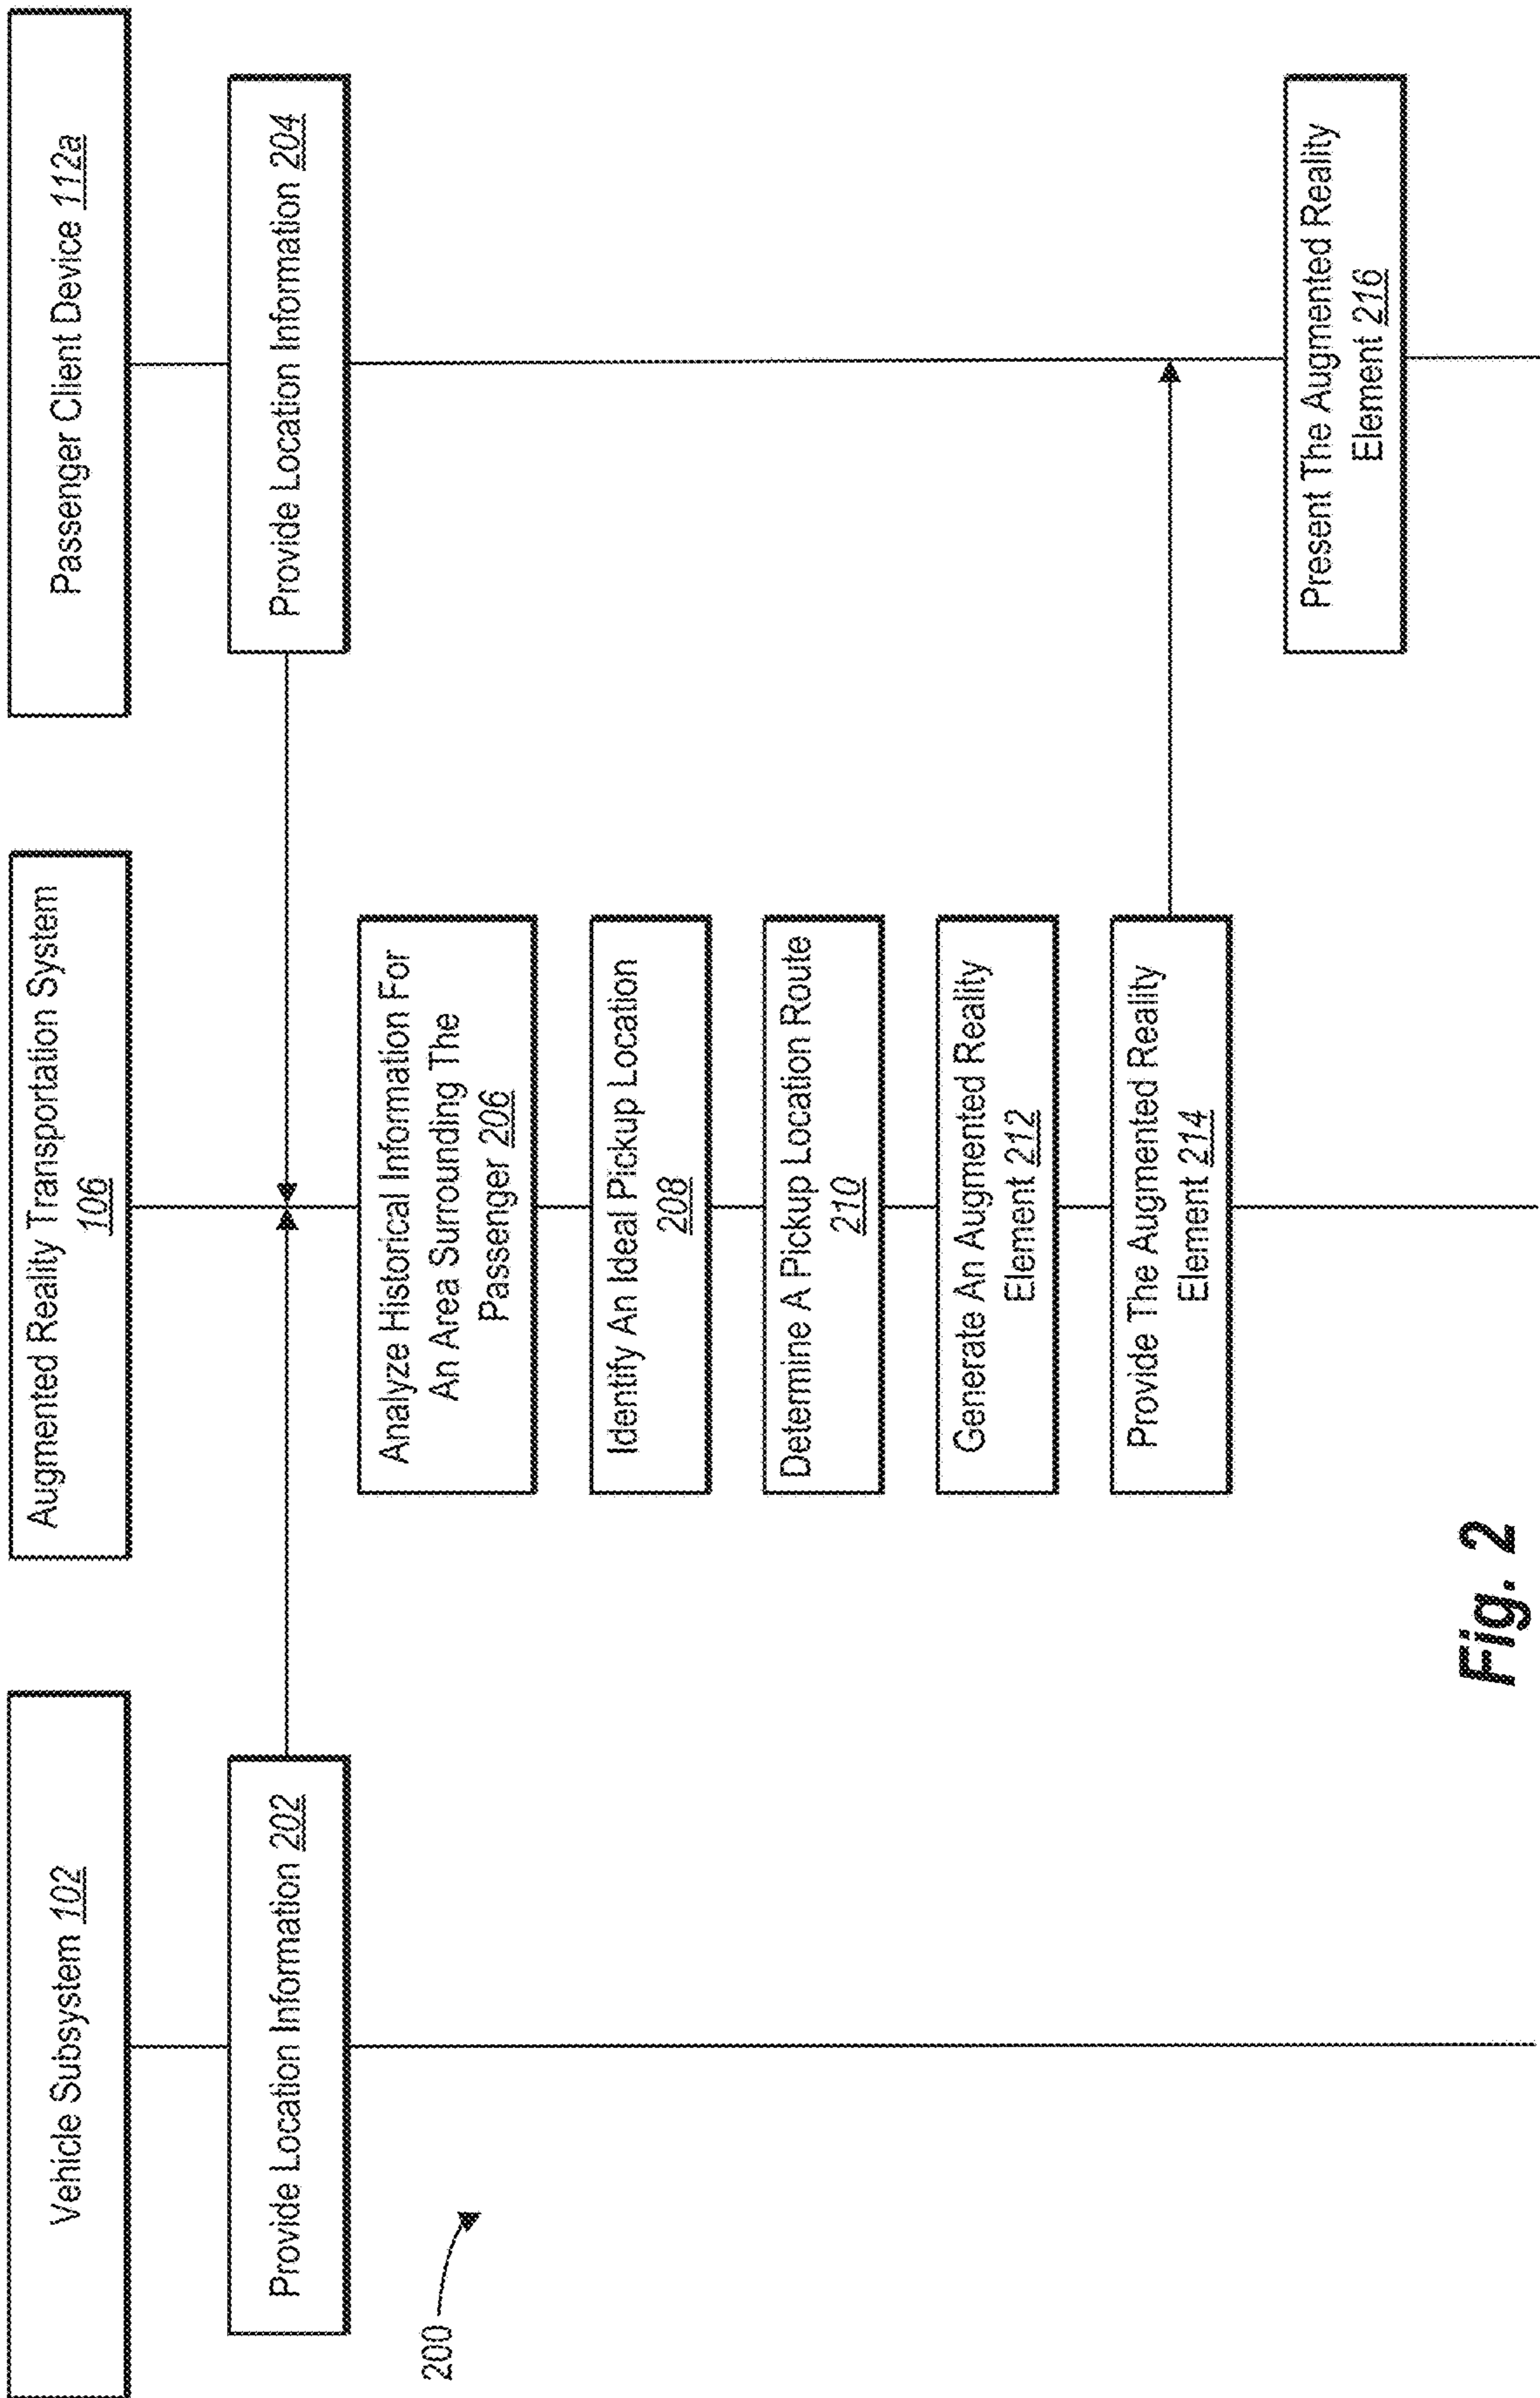 Vehicle Subsystem 102
Augmented Reality Transportation System
106
Passenger Client Device 112a
Provide Location Information 202
Provide Location Information 204
200
Analyze Historical Information For
An Area Surrounding The
Passenger 206
Identify An Ideal Pickup Location
208
Determine A Pickup Location Route
210
Generate An Augmented Reality
Element 212
Provide The Augmented Reality
Element 214
Present The Augmented Reality
Element 216
Fig. 2